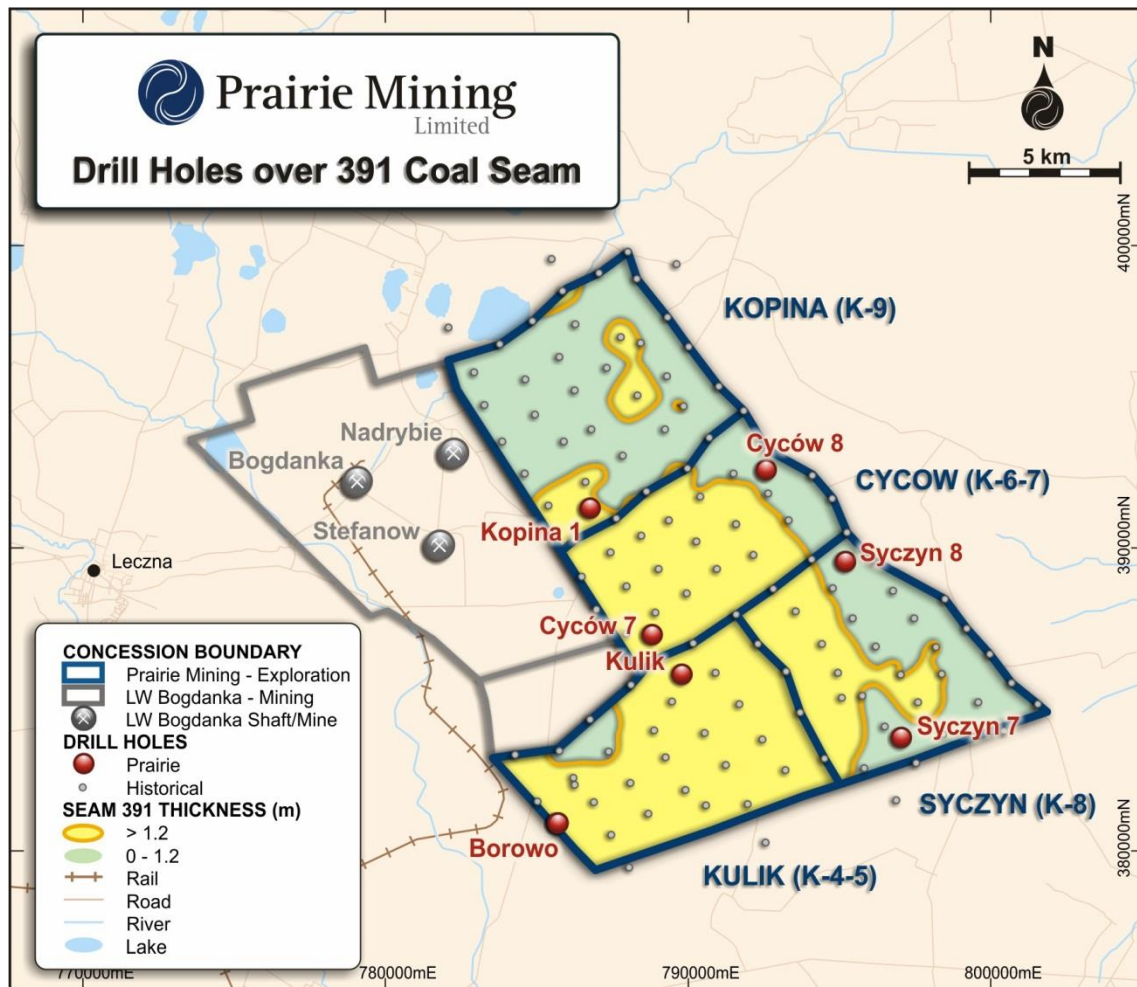 Prairie Mining
Limited
Drill Holes over 391 Coal Seam
N
5 km
400000mN
KOPINA (K-9)
Nadrybie
Cyców 8
Bogdanka
CYCOW (K-6-7)
Kopina 1
Stefanow
390000mN
Syczyn 8
Leczna
Cyców 7
Kulik
CONCESSION BOUNDARY
Prairie Mining - Exploration
LW Bogdanka - Mining
LW Bogdanka Shaft/Mine
DRILL HOLES
Prairie
Historical
SEAM 391 THICKNESS (m)
> 1.2
0 - 1.2
Rail
Road
River
Lake
Syczyn 7
SYCZYN (K-8)
Borowo
380000mN
KULIK (K-4-5)
770000mE
780000mE
790000mE
800000mE